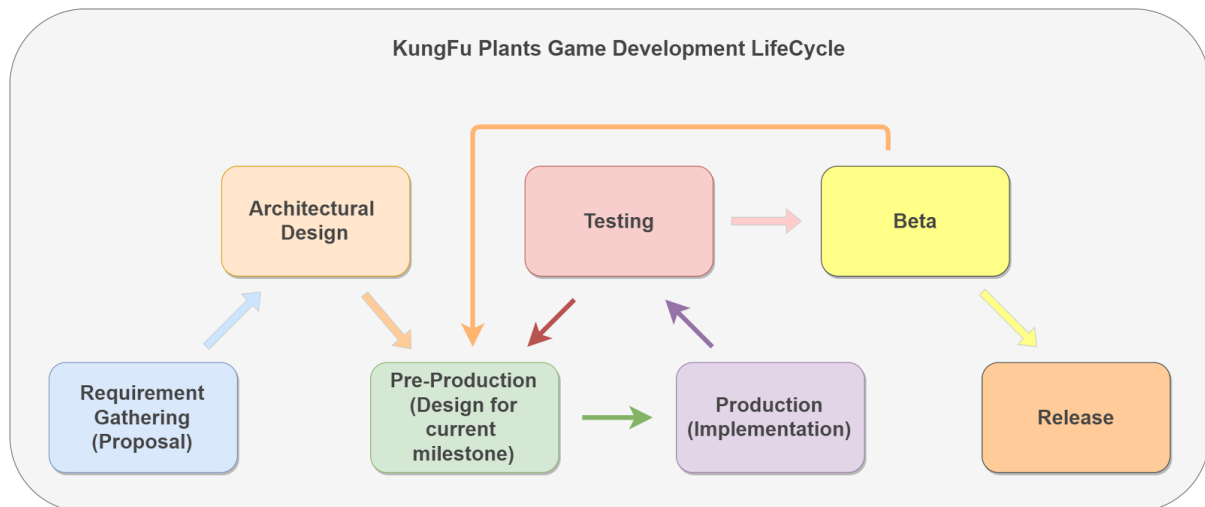 KungFu Plants Game Development LifeCycle
Architectural
Design
Testing
Beta
Requirement
Gathering
(Proposal)
Pre-Production
(Design for
current
milestone)
Production
(Implementation)
Release